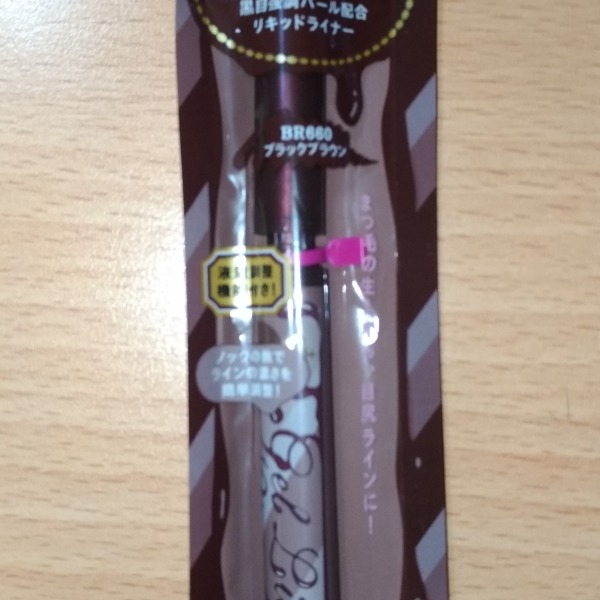 黒目強調パール配合
リキッドライナー
BR660
ブラックブラウン
液量調整
機能付き!
ノックの数で
ラインの濃さを
簡単調整!
まつ毛の生 目尻ラインに!
Gel